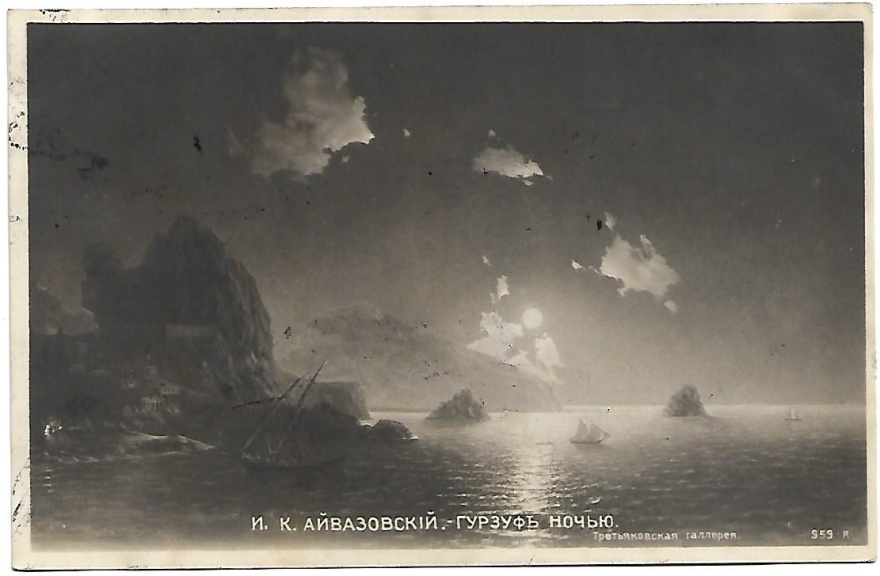 И. К. АЙВАЗОВСКІЙ.-ГУРЗУФЪ НОЧЬЮ.
Третьяковская галлерея.
959 Я